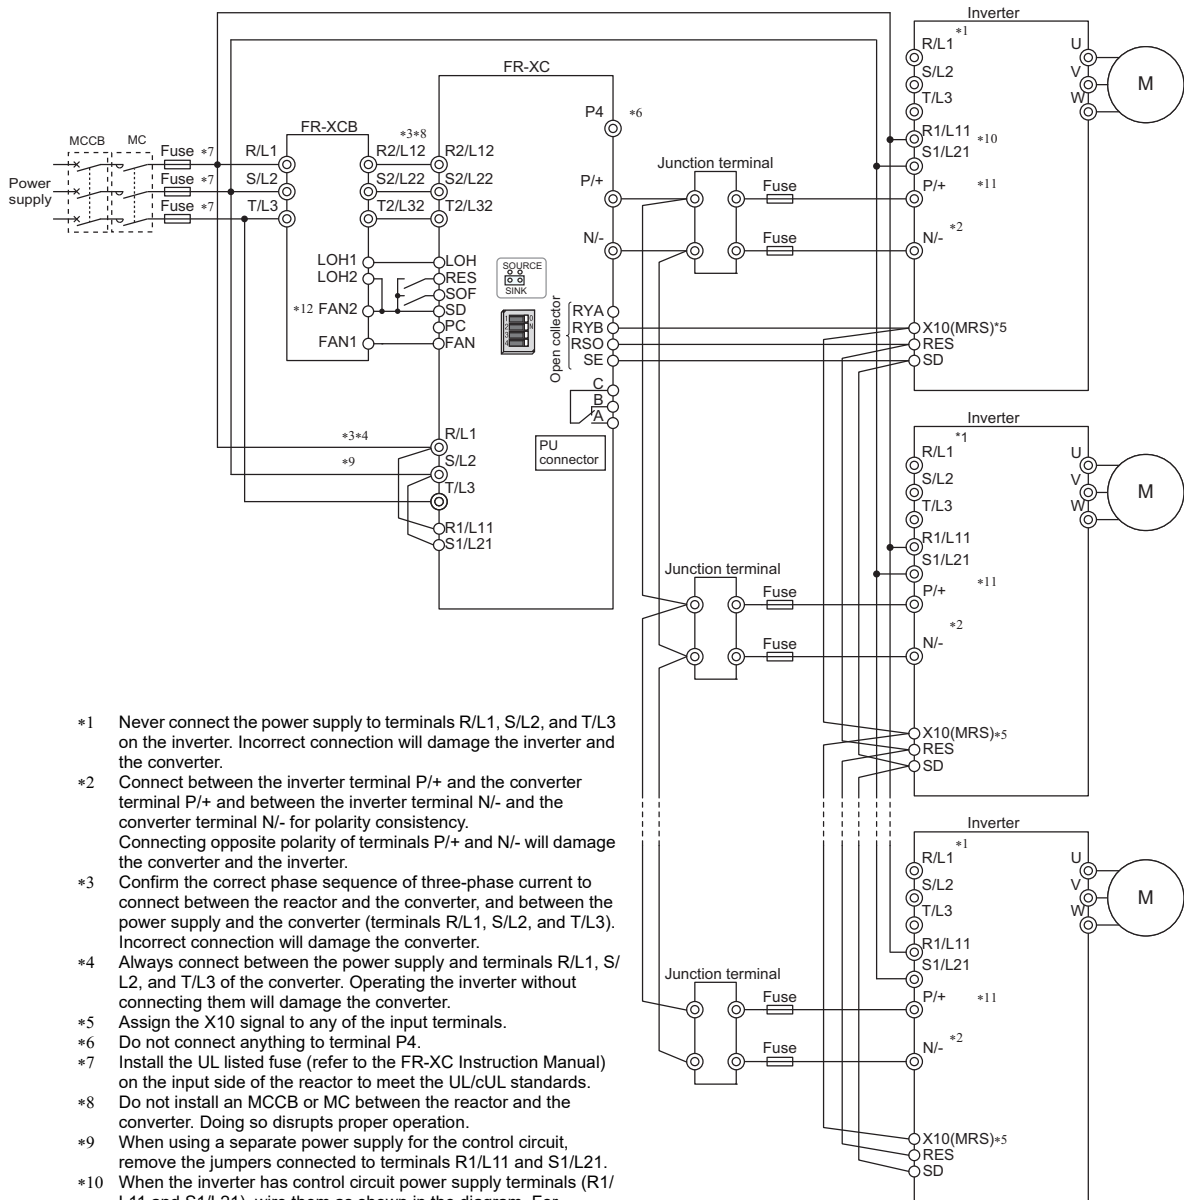 Inverter
R/L1 *1
S/L2
T/L3
R1/L11 *10
S1/L21
P/+ *11
N/- *2
X10(MRS)*5
RES
SD
U
V
W
M
FR-XC
P4 *6
P/+
N/-
SOURCE
SINK
1
2
3
4
O
N
Open collector
RYA
RYB
RSO
SE
C
B
A
PU
connector
R2/L12
S2/L22
T2/L32
LOH
RES
SOF
SD
PC
FAN
R/L1
S/L2
T/L3
R1/L11
S1/L21
*3*4
*9
FR-XCB
*3*8
R/L1
S/L2
T/L3
R2/L12
S2/L22
T2/L32
LOH1
LOH2
*12 FAN2
FAN1
MCCB
MC
Fuse *7
Fuse *7
Fuse *7
Power
supply
Junction terminal
Fuse
Fuse
Inverter
R/L1 *1
S/L2
T/L3
R1/L11
S1/L21
P/+ *11
N/- *2
X10(MRS)*5
RES
SD
U
V
W
M
Junction terminal
Fuse
Fuse
Inverter
R/L1 *1
S/L2
T/L3
R1/L11
S1/L21
P/+ *11
N/- *2
X10(MRS)*5
RES
SD
U
V
W
M
Junction terminal
Fuse
Fuse
*1 Never connect the power supply to terminals R/L1, S/L2, and T/L3
on the inverter. Incorrect connection will damage the inverter and
the converter.
*2 Connect between the inverter terminal P/+ and the converter
terminal P/+ and between the inverter terminal N/- and the
converter terminal N/- for polarity consistency.
Connecting opposite polarity of terminals P/+ and N/- will damage
the converter and the inverter.
*3 Confirm the correct phase sequence of three-phase current to
connect between the reactor and the converter, and between the
power supply and the converter (terminals R/L1, S/L2, and T/L3).
Incorrect connection will damage the converter.
*4 Always connect between the power supply and terminals R/L1, S/
L2, and T/L3 of the converter. Operating the inverter without
connecting them will damage the converter.
*5 Assign the X10 signal to any of the input terminals.
*6 Do not connect anything to terminal P4.
*7 Install the UL listed fuse (refer to the FR-XC Instruction Manual)
on the input side of the reactor to meet the UL/cUL standards.
*8 Do not install an MCCB or MC between the reactor and the
converter. Doing so disrupts proper operation.
*9 When using a separate power supply for the control circuit,
remove the jumpers connected to terminals R1/L11 and S1/L21.
*10 When the inverter has control circuit power supply terminals (R1/
L11 and S1/L21), wire them as shown in the diagram. For